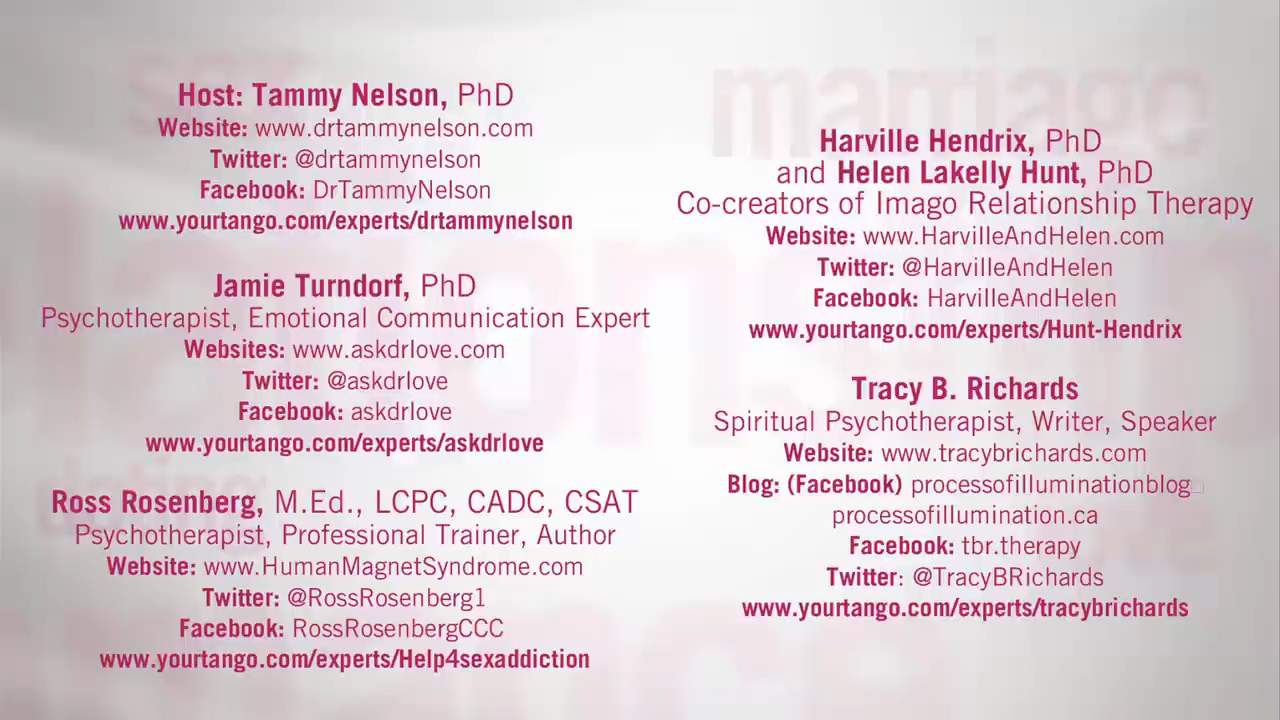 Host: Tammy Nelson, PhD
Website: www.drtammynelson.com
Twitter: @drtammynelson
Facebook: DrTammyNelson
www.yourtango.com/experts/drtammynelson
Jamie Turndorf, PhD
Psychotherapist, Emotional Communication Expert
Websites: www.askdrlove.com
Twitter: @askdrlove
Facebook: askdrlove
www.yourtango.com/experts/askdrlove
Ross Rosenberg, M.Ed., LCPC, CADC, CSAT
Psychotherapist, Professional Trainer, Author
Website: www.HumanMagnetSyndrome.com
Twitter: @RossRosenberg1
Facebook: RossRosenbergCCC
www.yourtango.com/experts/Help4sexaddiction
marriage
Harville Hendrix, PhD
and Helen Lakelly Hunt, PhD
Co-creators of Imago Relationship Therapy
Website: www.HarvilleAndHelen.com
Twitter: @HarvilleAndHelen
Facebook: HarvilleAndHelen
www.yourtango.com/experts/Hunt-Hendrix
Tracy B. Richards
Spiritual Psychotherapist, Writer, Speaker
Website: www.tracybrichards.com
Blog: (Facebook) processofilluminationblog
processofillumination.ca
Facebook: tbr.therapy
Twitter: @TracyBRichards
www.yourtango.com/experts/tracybrichards
dating